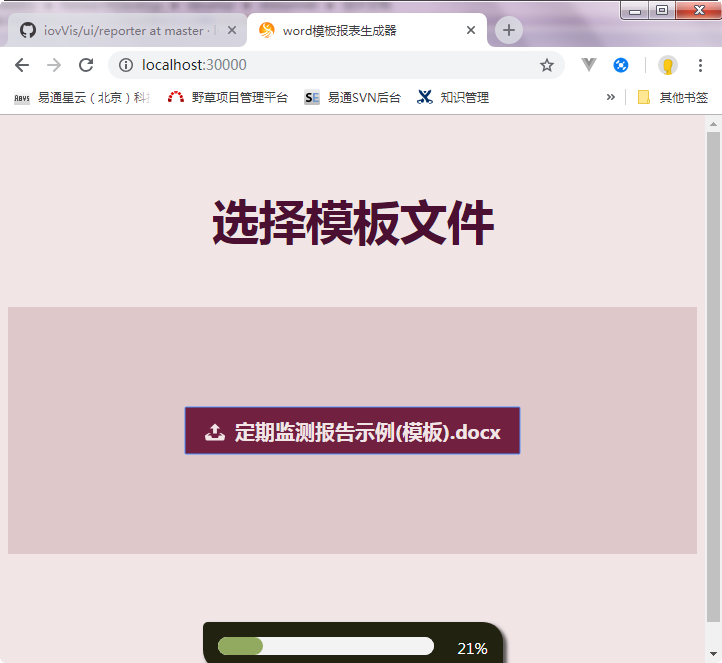 iovVis/ui/reporter at master ·
word模板报表生成器
localhost:30000
RBVS 易通星云（北京）科
野草项目管理平台
SE 易通SVN后台
知识管理
»
其他书签
选择模板文件
定期监测报告示例(模板).docx
21%